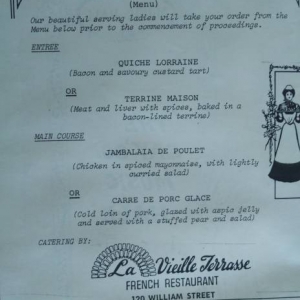 (Menu)
Our beautiful serving ladies will take your order from the
Menu below prior to the commencement of proceedings.
ENTREE
QUICHE LORRAINE
(Bacon and savoury custard tart)
OR
TERRINE MAISON
(Meat and liver with spices, baked in a
bacon-lined terrine)
MAIN COURSE
JAMBALAIA DE POULET
(Chicken in spiced mayonnaise, with lightly
curried salad)
OR
CARRE DE PORC GLACE
(Cold loin of pork, glazed with aspic jelly
and served with a stuffed pear and salad)
CATERING BY:
La Vieille Terrasse
FRENCH RESTAURANT
120 WILLIAM STREET